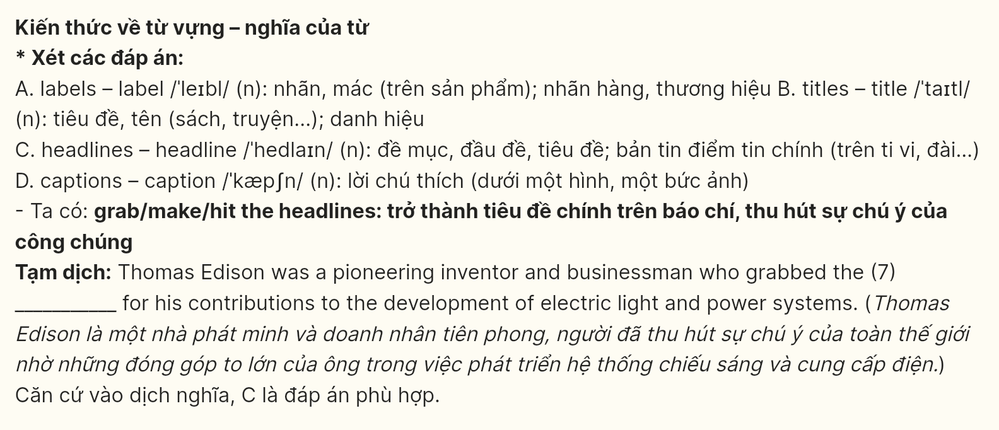 Kiến thức về từ vựng – nghĩa của từ
* Xét các đáp án:
A. labels – label /ˈleɪbl/ (n): nhãn, mác (trên sản phẩm); nhãn hàng, thương hiệu B. titles – title /ˈtaɪtl/
(n): tiêu đề, tên (sách, truyện...); danh hiệu
C. headlines – headline /ˈhedlaɪn/ (n): đề mục, đầu đề, tiêu đề; bản tin điểm tin chính (trên ti vi, đài...)
D. captions – caption /ˈkæpʃn/ (n): lời chú thích (dưới một hình, một bức ảnh)
- Ta có: grab/make/hit the headlines: trở thành tiêu đề chính trên báo chí, thu hút sự chú ý của
công chúng
Tạm dịch: Thomas Edison was a pioneering inventor and businessman who grabbed the (7)
___________ for his contributions to the development of electric light and power systems. (Thomas
Edison là một nhà phát minh và doanh nhân tiên phong, người đã thu hút sự chú ý của toàn thế giới
nhờ những đóng góp to lớn của ông trong việc phát triển hệ thống chiếu sáng và cung cấp điện.)
Căn cứ vào dịch nghĩa, C là đáp án phù hợp.